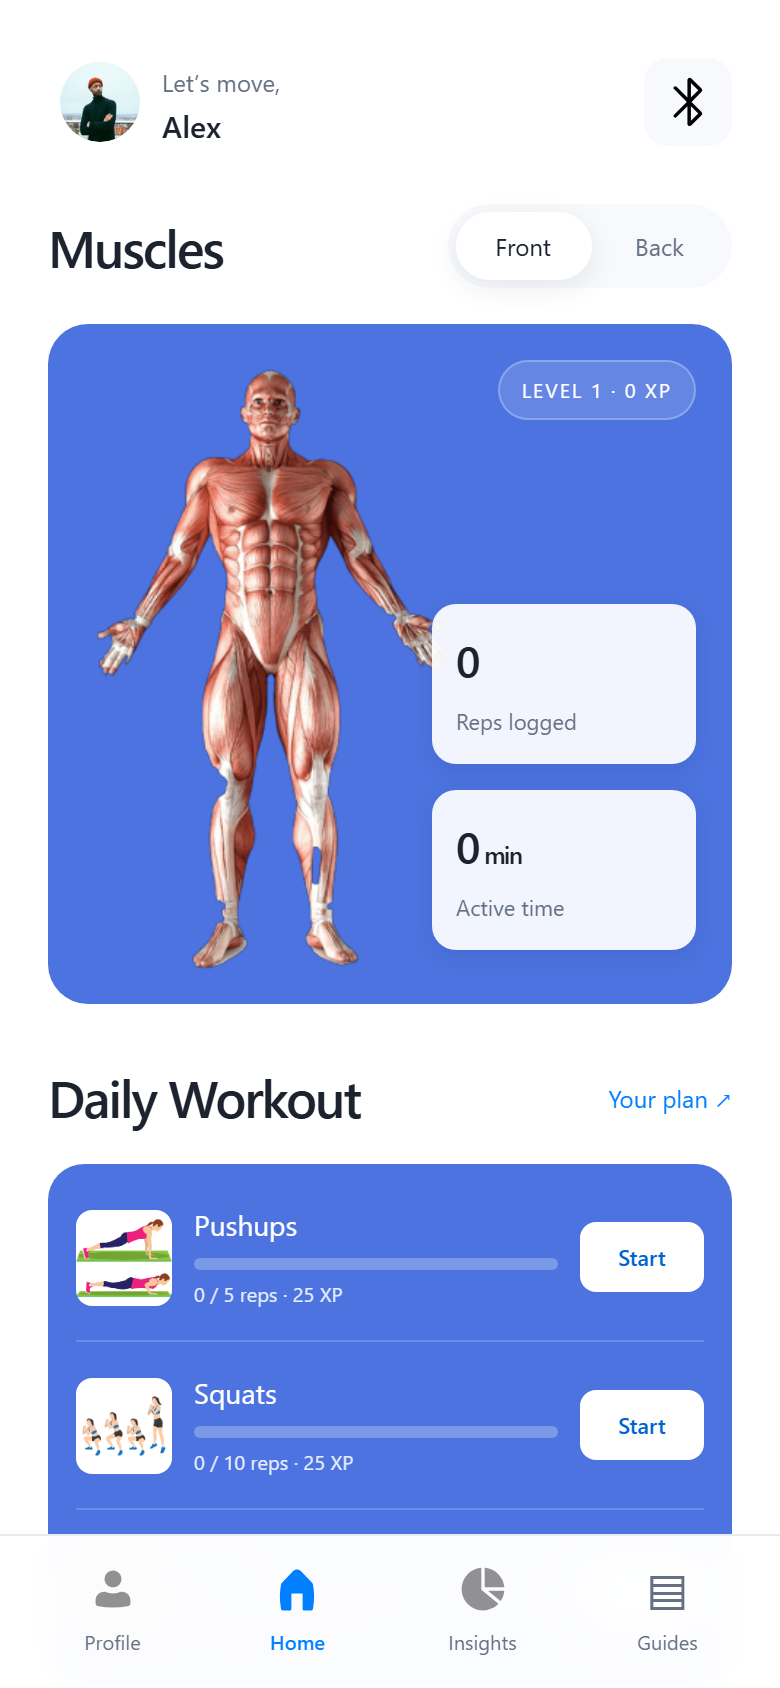 Let’s move,
Alex
Muscles
Front
Back
LEVEL 1 · 0 XP
0
Reps logged
0 min
Active time
Daily Workout
Your plan ↗
Pushups
0 / 5 reps · 25 XP
Start
Squats
0 / 10 reps · 25 XP
Start
Profile
Home
Insights
Guides